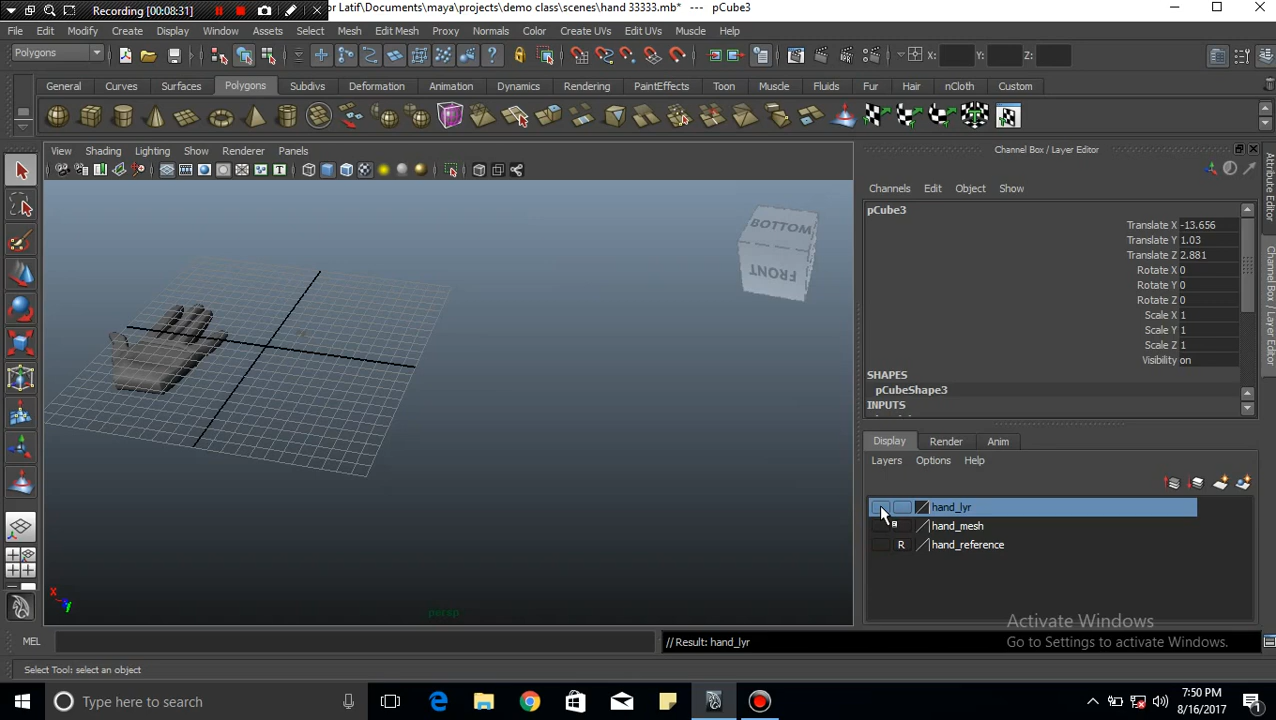 Recording [00:08:31]
or Latif\Documents\maya\projects\demo class\scenes\hand 33333.mb* --- pCube3
File Edit Modify Create Display Window Assets Select Mesh Edit Mesh Proxy Normals Color Create UVs Edit UVs Muscle Help
Polygons
X: Y: Z:
General Curves Surfaces Polygons Subdivs Deformation Animation Dynamics Rendering PaintEffects Toon Muscle Fluids Fur Hair nCloth Custom
View Shading Lighting Show Renderer Panels
Channel Box / Layer Editor
Channels Edit Object Show
pCube3
Translate X -13.656
Translate Y 1.03
Translate Z 2.881
Rotate X 0
Rotate Y 0
Rotate Z 0
Scale X 1
Scale Y 1
Scale Z 1
Visibility on
SHAPES
pCubeShape3
INPUTS
Attribute Editor
Channel Box / Layer Editor
BOTTOM
FRONT
Display Render Anim
Layers Options Help
hand_lyr
hand_mesh
R hand_reference
X
Y
persp
Activate Windows
Go to Settings to activate Windows.
MEL
// Result: hand_lyr
Select Tool: select an object
Type here to search
7:50 PM
8/16/2017
1